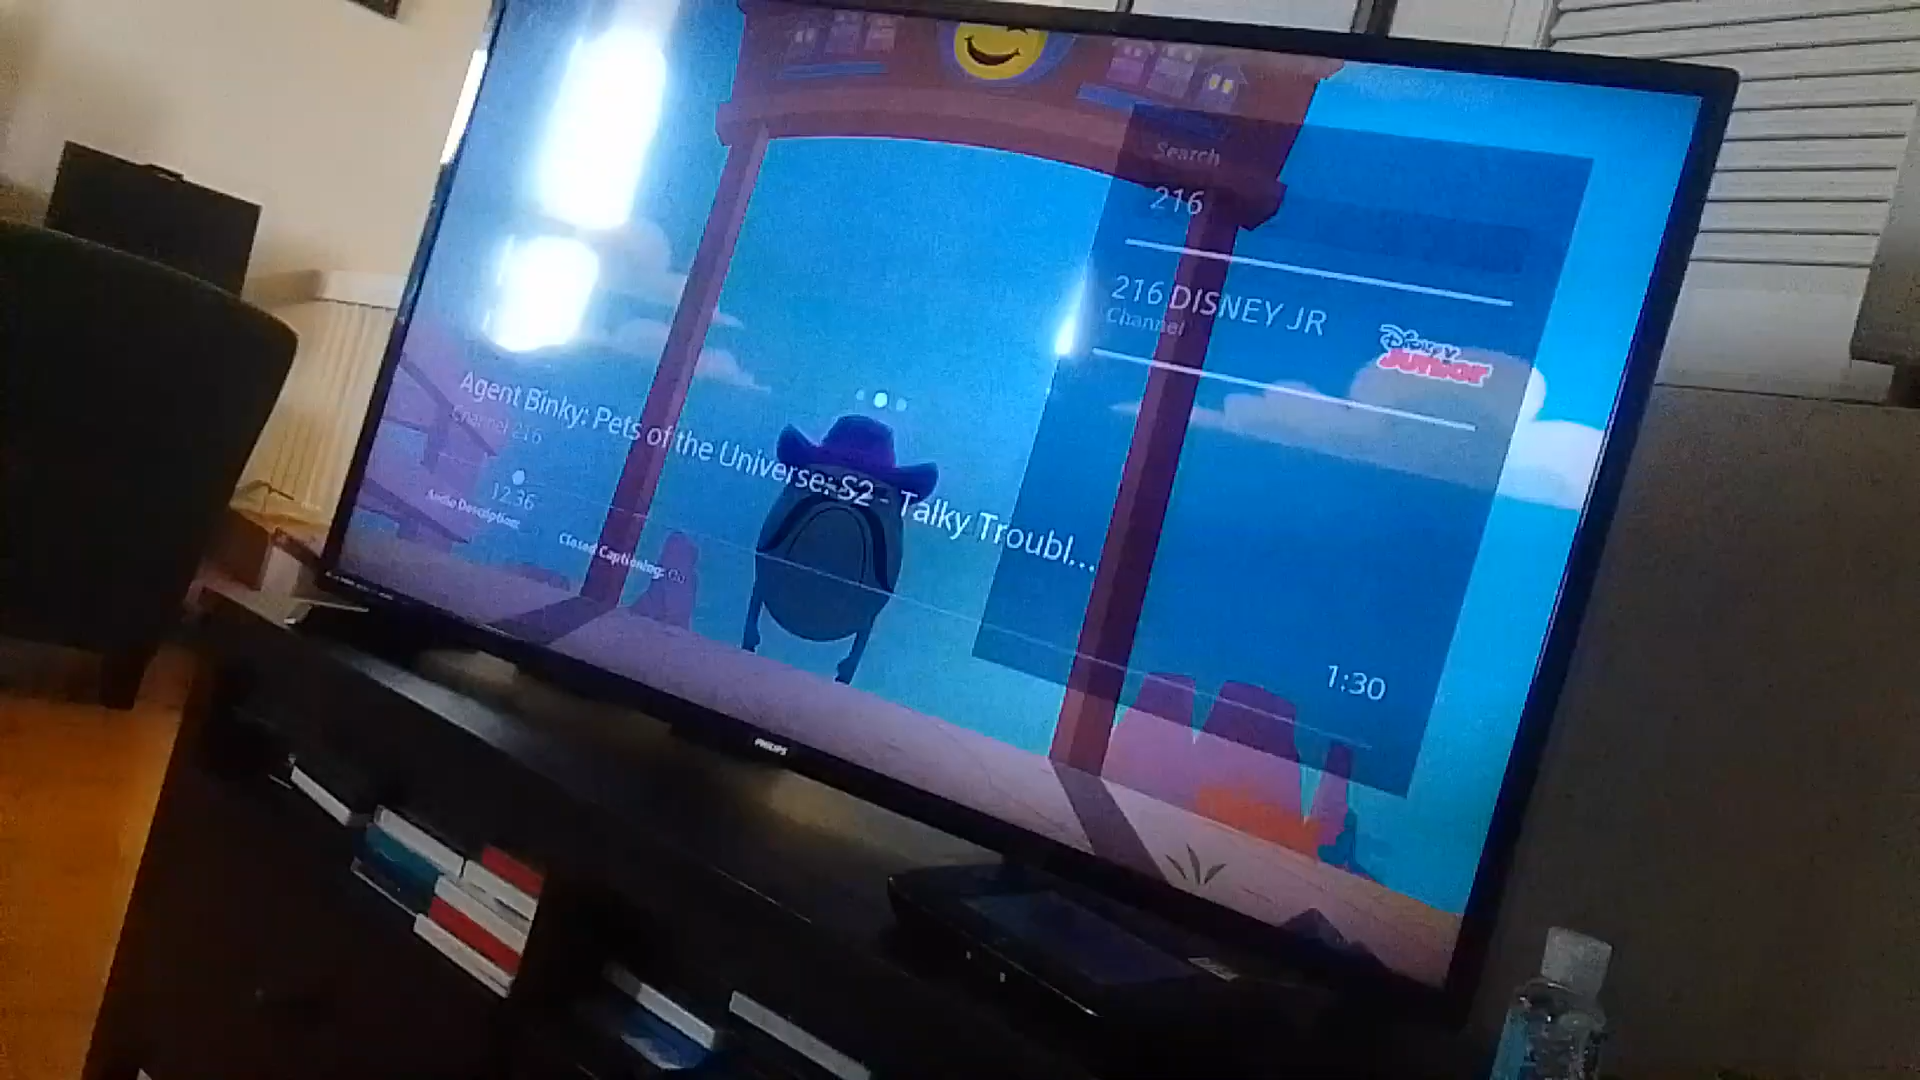 Search
216
216 DISNEY JR
Channel
Disney
Junior
Agent Binky: Pets of the Universe: S2 - Talky Troubl...
Channel 216
12:36
1:30
Audio Description:
Closed Captioning: On
PHILIPS